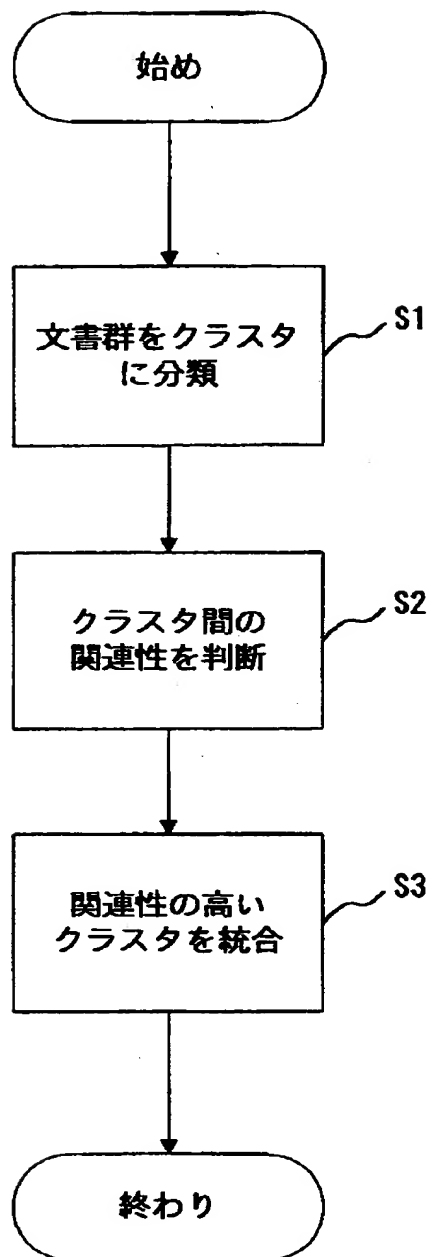 始め
文書群をクラスタ
に分類
S1
クラスタ間の
関連性を判断
S2
関連性の高い
クラスタを統合
S3
終わり